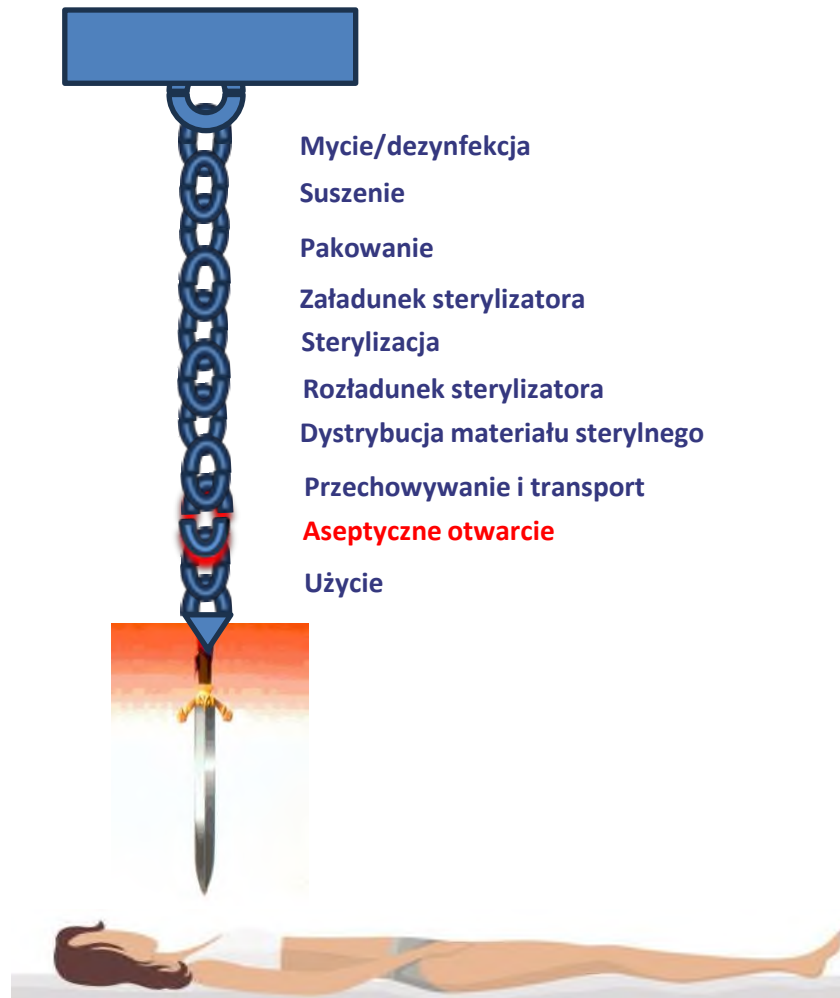 Mycie/dezynfekcja
Suszenie
Pakowanie
Załadunek sterylizatora
Sterylizacja
Rozładunek sterylizatora
Dystrybucja materiału sterylnego
Przechowywanie i transport
Aseptyczne otwarcie
Użycie